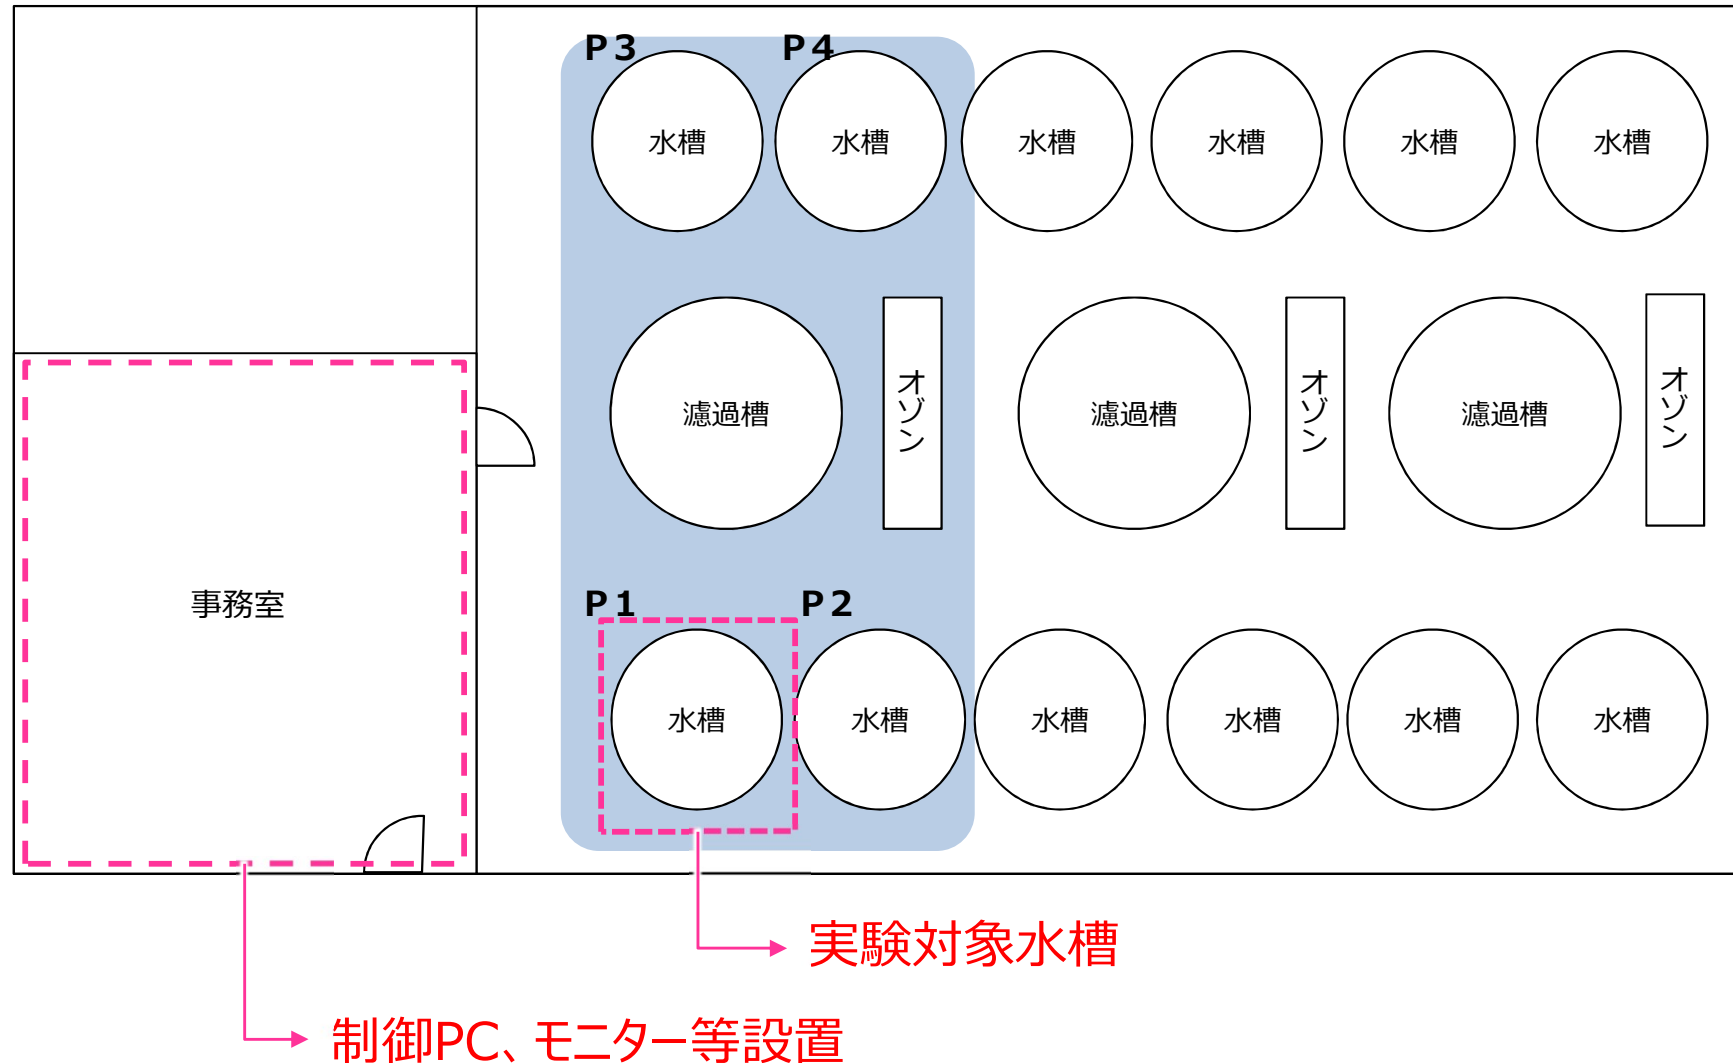 P3
P4
水槽
水槽
水槽
水槽
水槽
水槽
濾過槽
オゾン
濾過槽
オゾン
濾過槽
オゾン
事務室
P1
P2
水槽
水槽
水槽
水槽
水槽
水槽
実験対象水槽
制御PC、モニター等設置